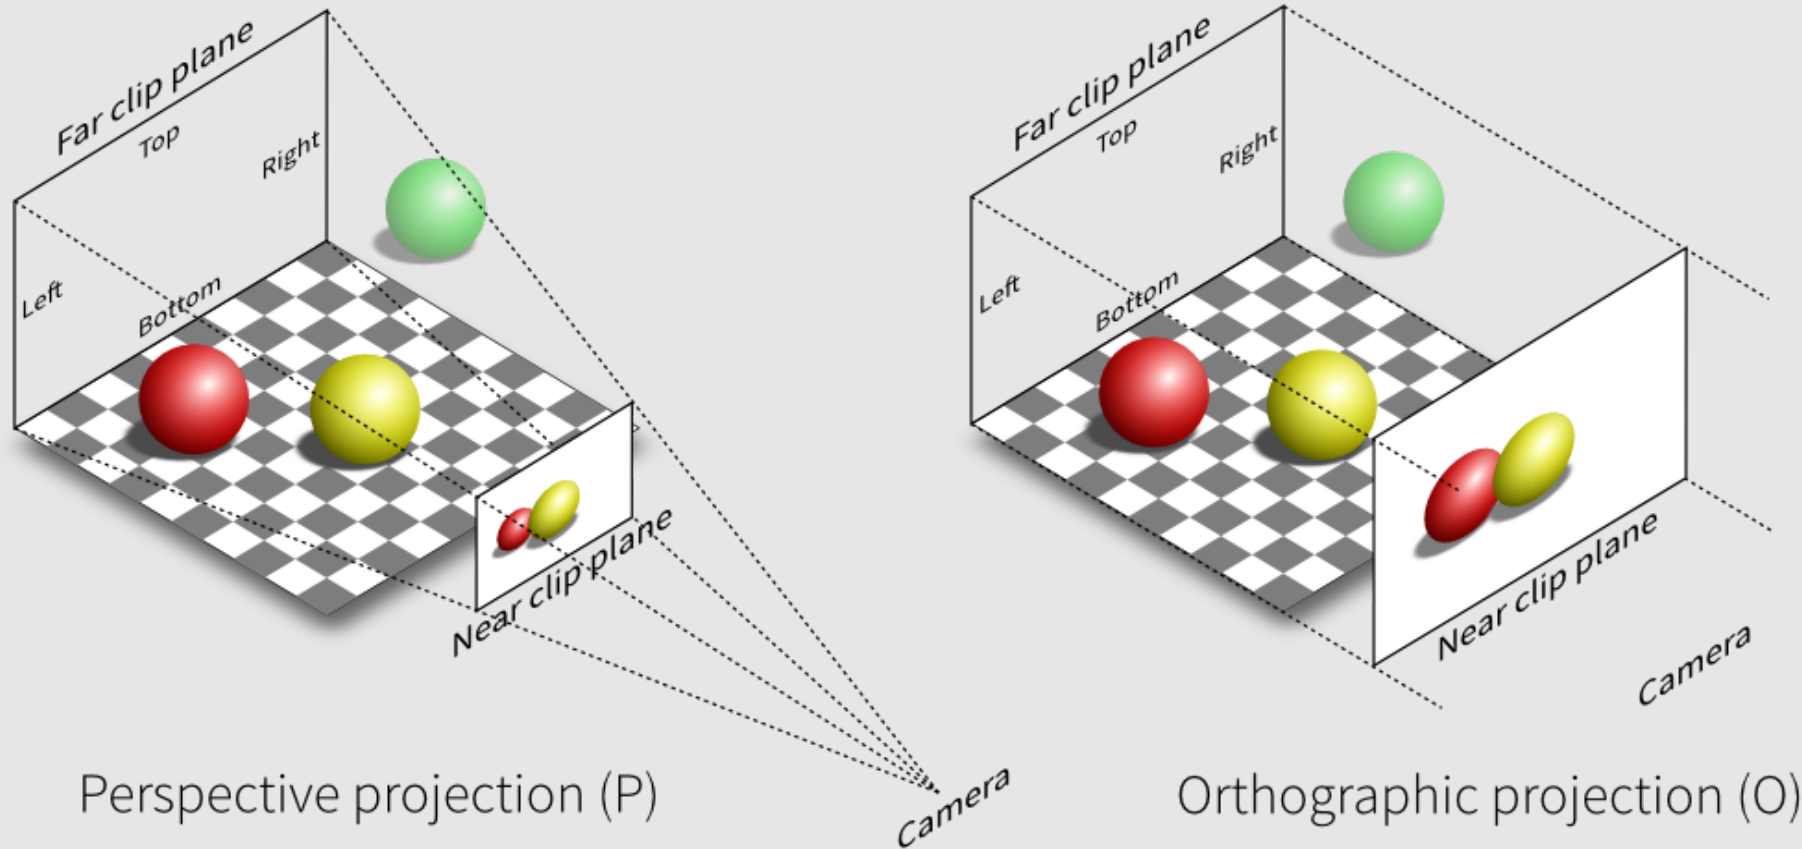 Far clip plane
Top
Right
Left
Bottom
Near clip plane
Camera
Perspective projection (P)
Far clip plane
Top
Right
Left
Bottom
Near clip plane
Camera
Orthographic projection (O)